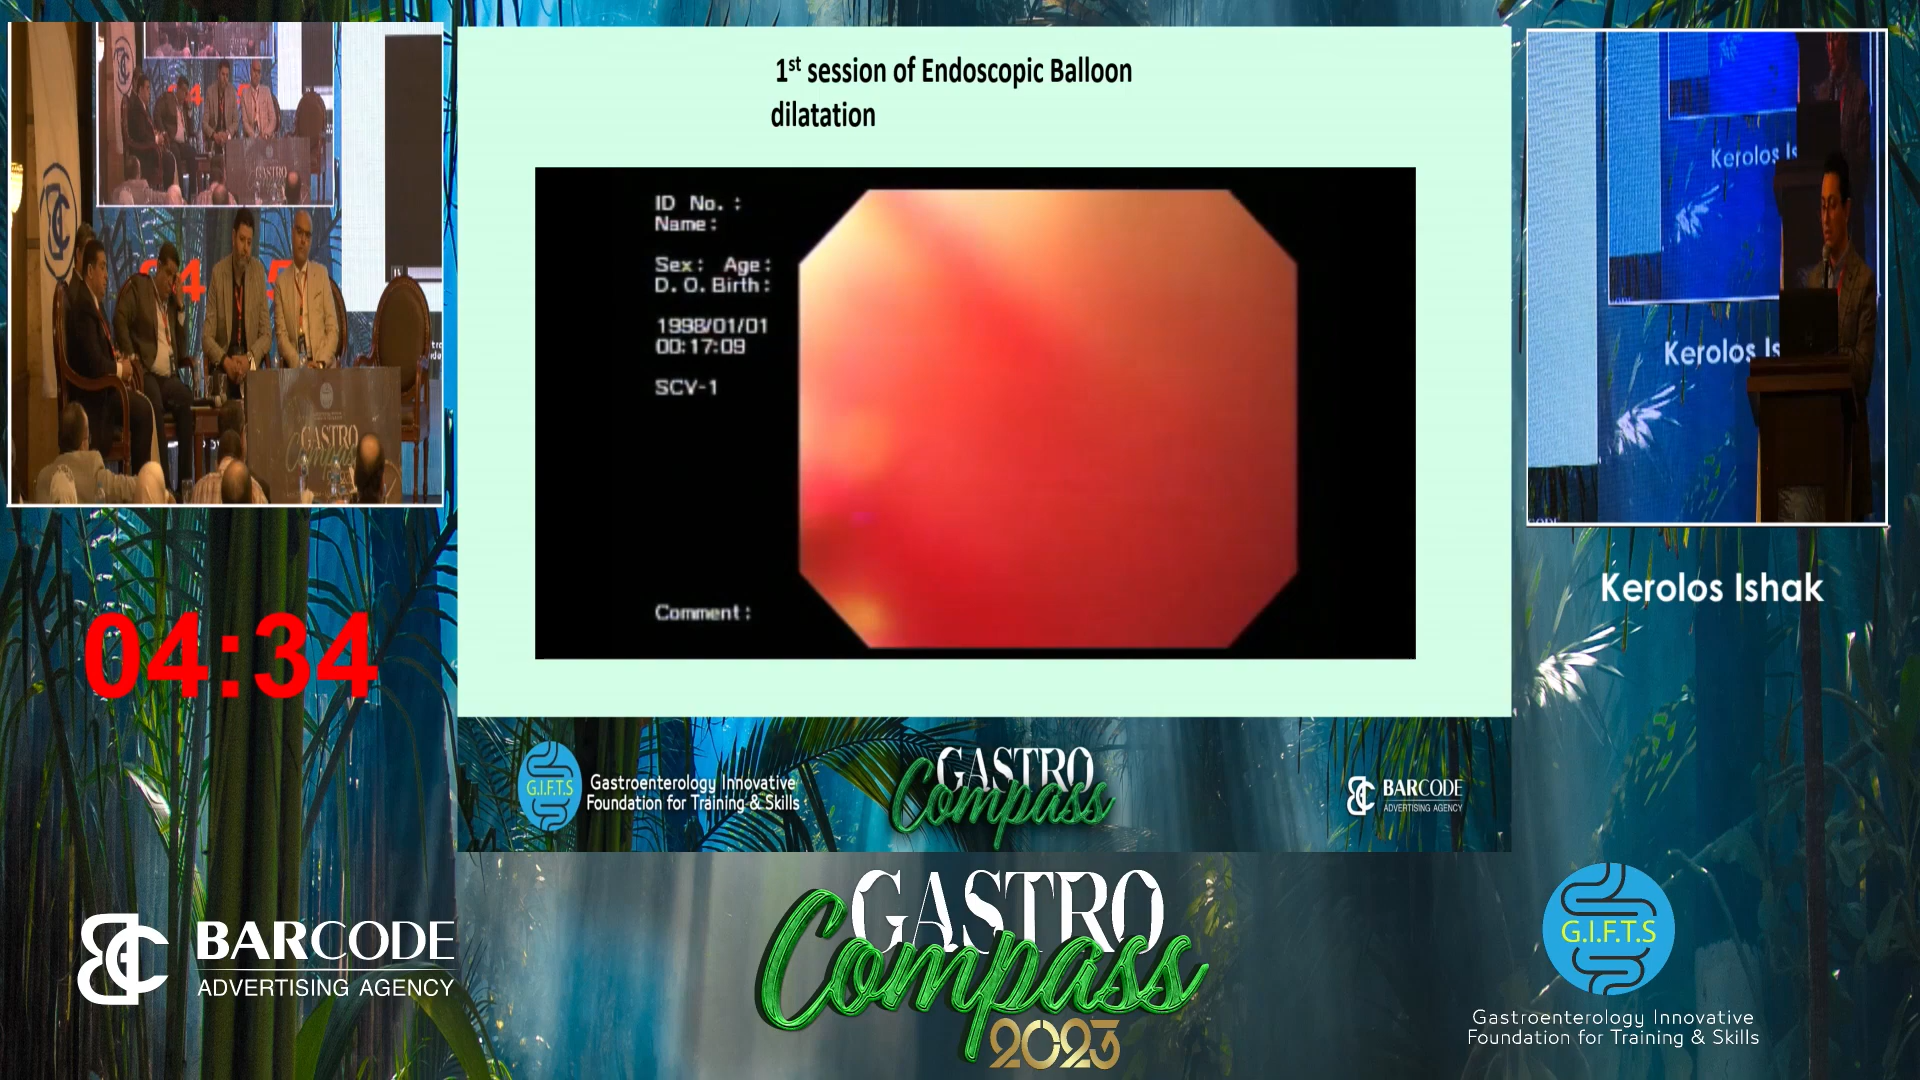 1st session of Endoscopic Balloon
dilatation
ID No. :
Name :
Sex : Age :
D. O. Birth :
1998/01/01
00:17:09
SCV-1
Comment :
Kerolos Is
Kerolos Is
Kerolos Ishak
04:34
GASTRO
Compass
G.I.F.T.S
Gastroenterology Innovative
Foundation for Training & Skills
GASTRO
Compass
BARCODE
ADVERTISING AGENCY
BARCODE
ADVERTISING AGENCY
GASTRO
Compass
2023
G.I.F.T.S
Gastroenterology Innovative
Foundation for Training & Skills